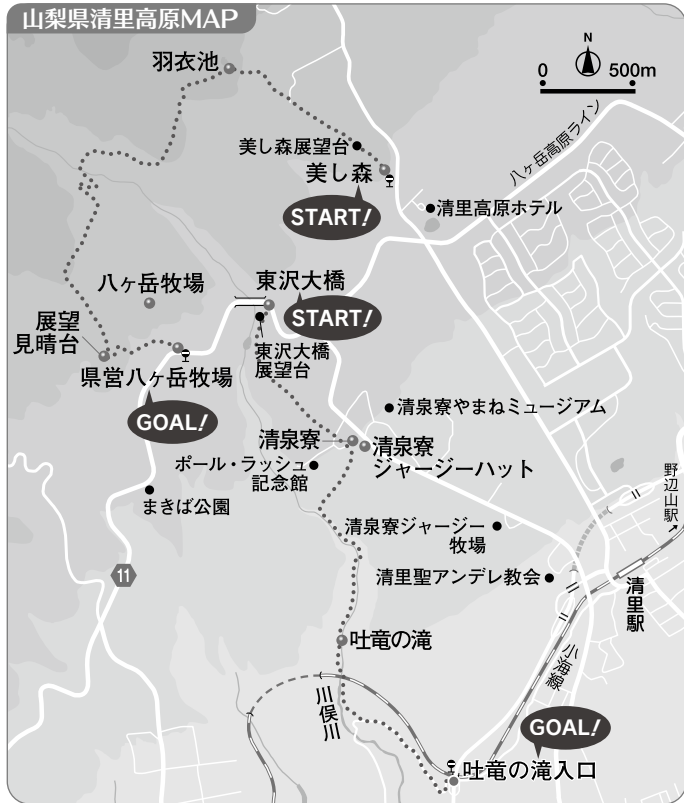 山梨県清里高原MAP
羽衣池
N
0 500m
八ヶ岳高原ライン
美し森展望台
美し森
START!
清里高原ホテル
八ヶ岳牧場
東沢大橋
START!
展望
見晴台
東沢大橋
展望台
県営八ヶ岳牧場
GOAL!
清泉寮やまねミュージアム
清泉寮
清泉寮
ジャージーハット
ポール・ラッシュ
記念館
まきば公園
野辺山駅
清泉寮ジャージー
牧場
11
清里聖アンデレ教会
清里駅
吐竜の滝
小海線
川俣川
GOAL!
吐竜の滝入口